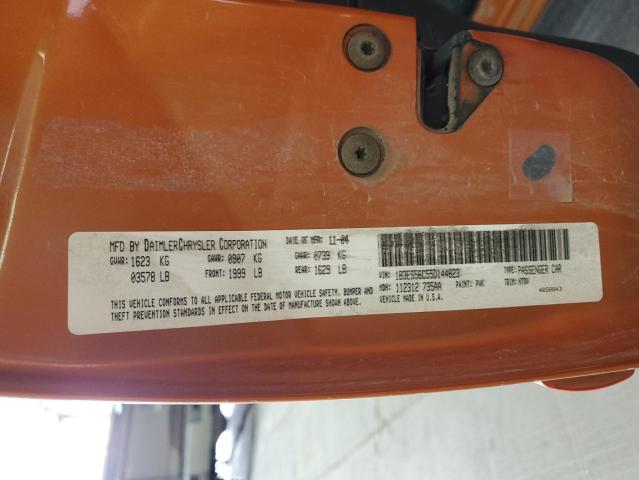 MFD BY DAIMLERCHRYSLER CORPORATION DATE OF MFR: 11-04
GVWR: 1623 KG GAWR: 0907 KG GAWR: 0739 KG
03578 LB FRONT: 1999 LB REAR: 1629 LB
THIS VEHICLE CONFORMS TO ALL APPLICABLE FEDERAL MOTOR VEHICLE SAFETY, BUMPER AND
THEFT PREVENTION STANDARDS IN EFFECT ON THE DATE OF MANUFACTURE SHOWN ABOVE.
VIN: 1B3ES56C55D144823 TYPE: PASSENGER CAR
MDH: 112312 735AA PAINT: PVK TRIM: H7DV
VEHICLE MADE IN U.S.A. 4658843